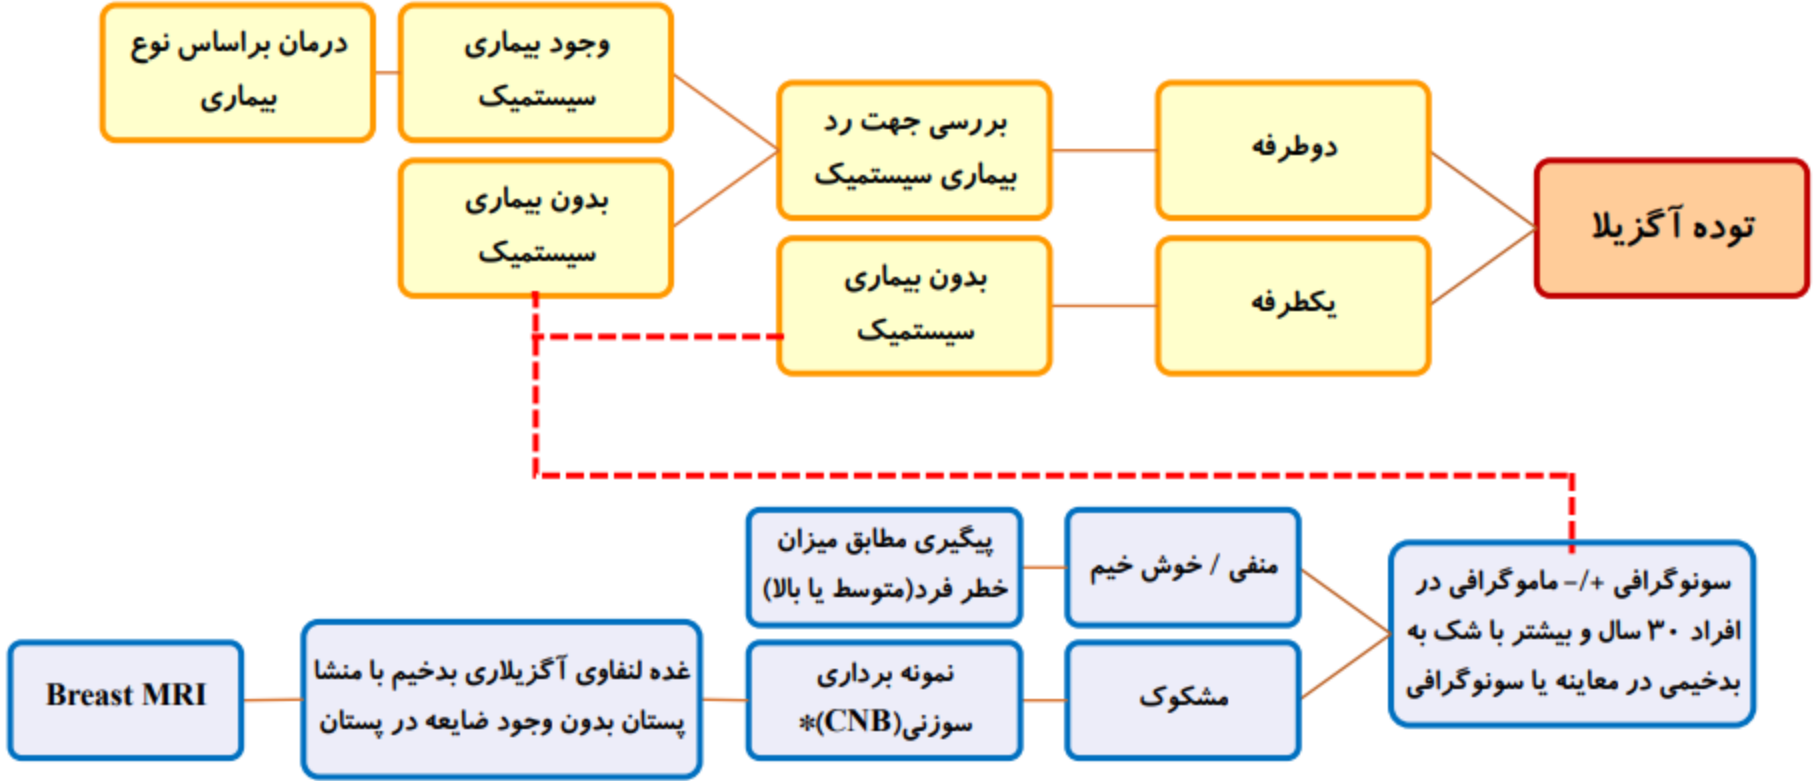 توده آگزیلا
دوطرفه
بررسی جهت رد
بیماری سیستمیک
وجود بیماری
سیستمیک
درمان براساس نوع
بیماری
بدون بیماری
سیستمیک
یکطرفه
بدون بیماری
سیستمیک
سونوگرافی +/- ماموگرافی در
افراد ۳۰ سال و بیشتر با شک به
بدخیمی در معاینه یا سونوگرافی
منفی / خوش خیم
پیگیری مطابق میزان
خطر فرد(متوسط یا بالا)
مشکوک
نمونه برداری
سوزنی(CNB)*
غده لنفاوی آگزیلاری بدخیم با منشا
پستان بدون وجود ضایعه در پستان
Breast MRI